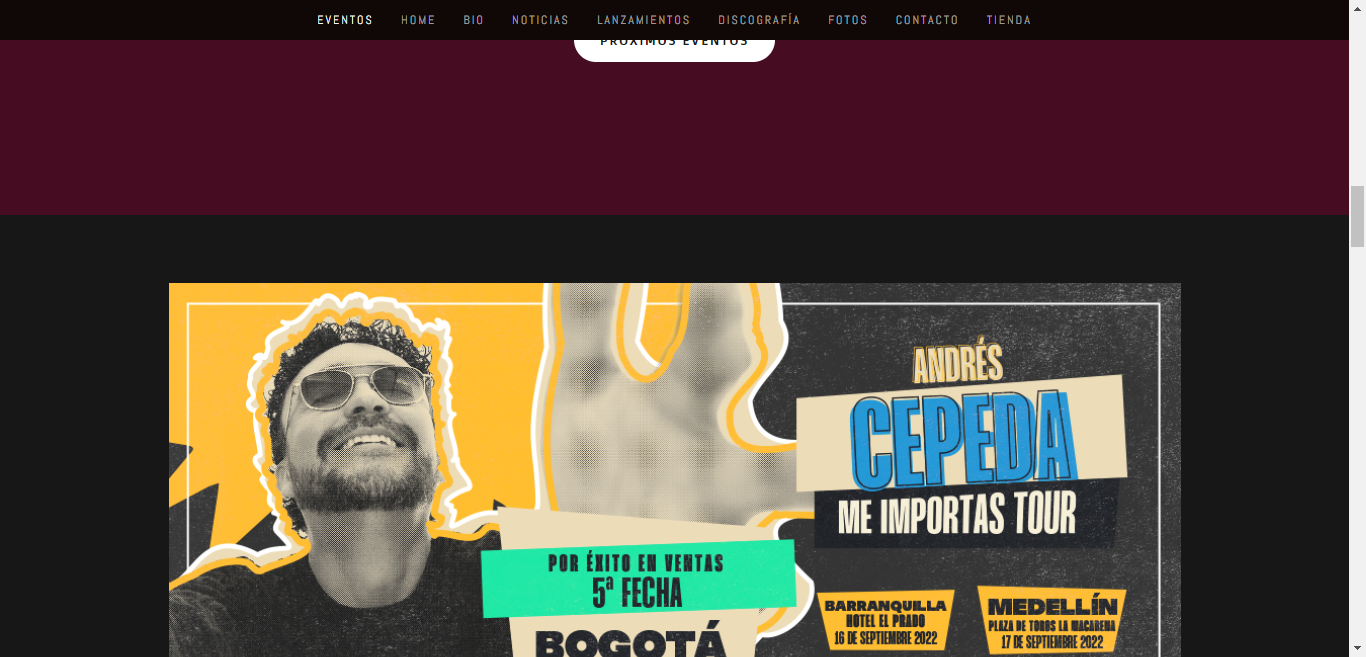 EVENTOS HOME BIO NOTICIAS LANZAMIENTOS DISCOGRAFÍA FOTOS CONTACTO TIENDA
PRÓXIMOS EVENTOS
ANDRÉS
CEPEDA
ME IMPORTAS TOUR
POR ÉXITO EN VENTAS
5ª FECHA
BOGOTÁ
BARRANQUILLA
HOTEL EL PRADO
16 DE SEPTIEMBRE 2022
MEDELLÍN
PLAZA DE TOROS LA MACARENA
17 DE SEPTIEMBRE 2022